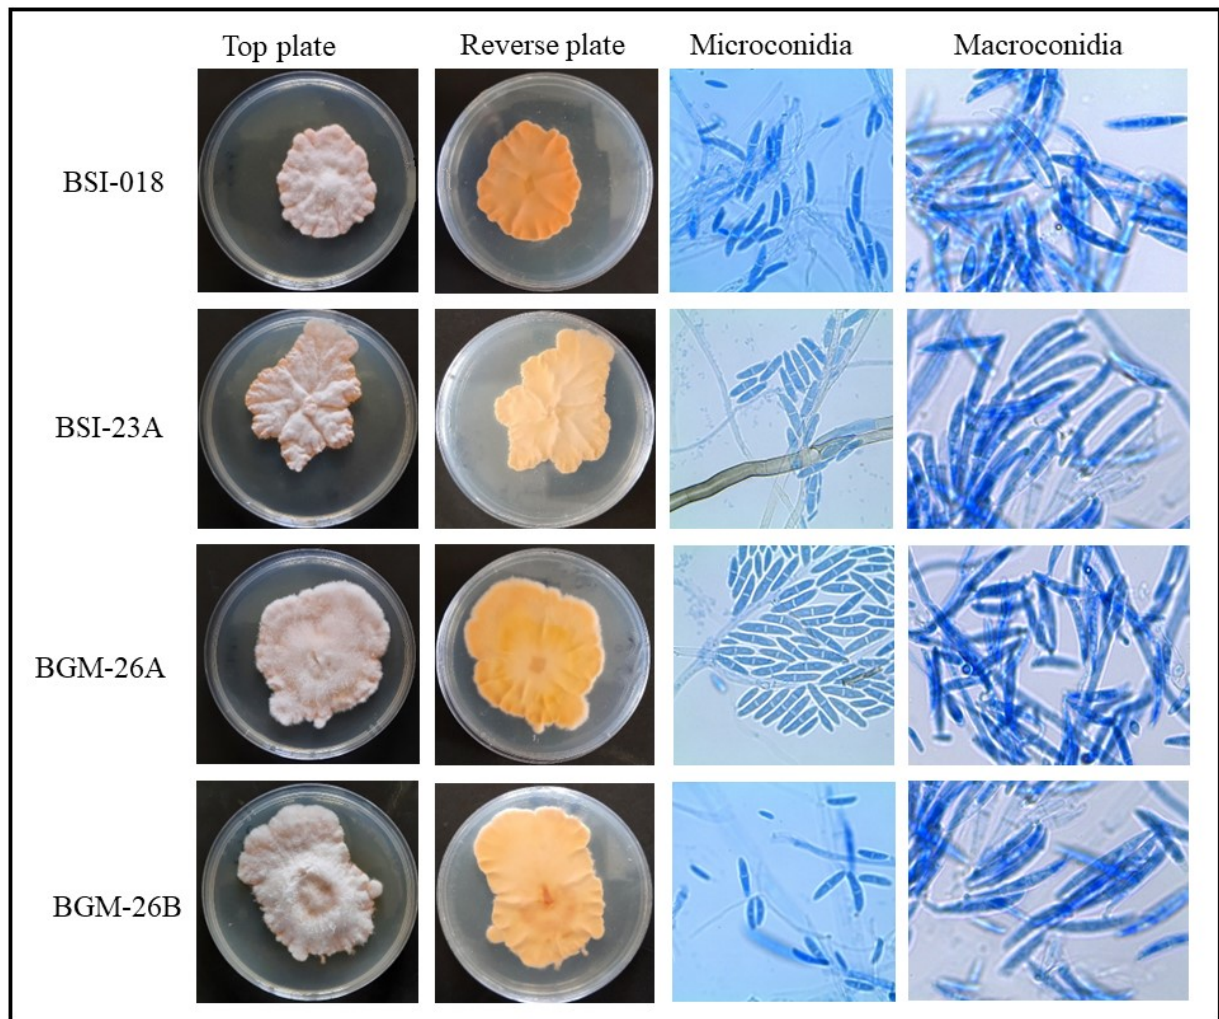 Top plate Reverse plate Microconidia Macroconidia
BSI-018
BSI-23A
BGM-26A
BGM-26B